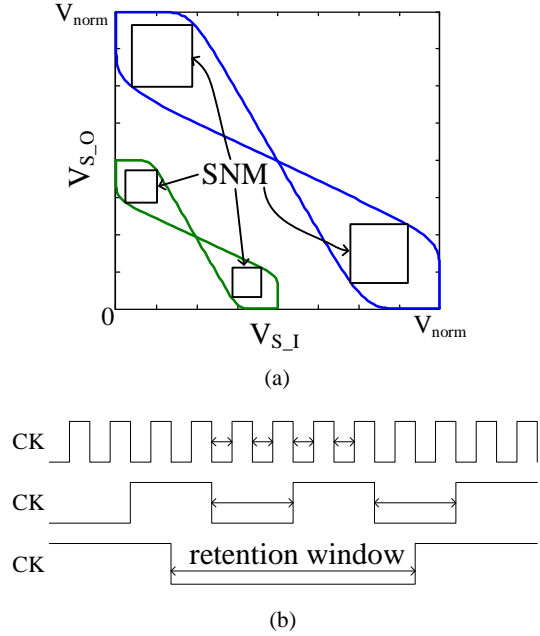 V_norm
V_S_O
SNM
0
V_S_I
V_norm
(a)
CK
CK
retention window
CK
(b)